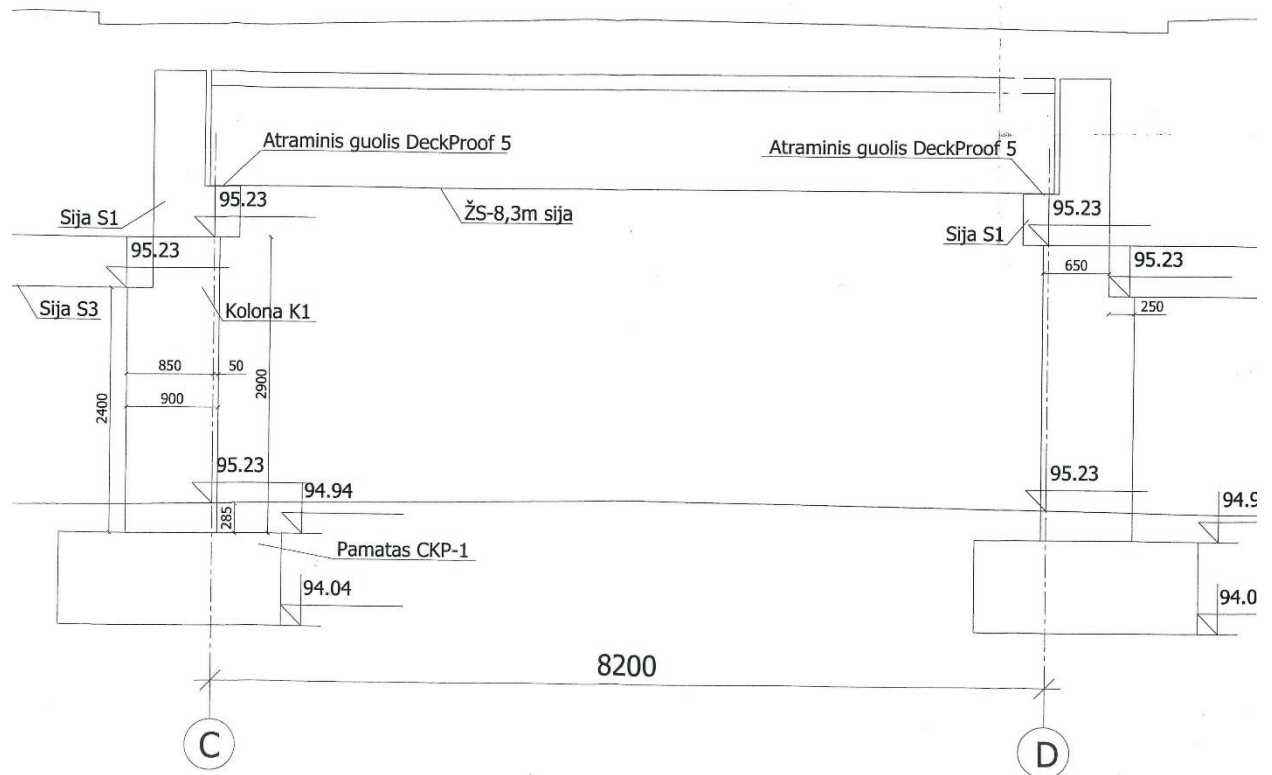 Atraminis guolis DeckProof 5
Atraminis guolis DeckProof 5
Sija S1
95.23
ŽS-8,3m sija
95.23
Sija S1
95.23
650
95.23
Sija S3
Kolona K1
250
850
50
2900
2400
900
95.23
94.94
285
95.23
Pamatas CKP-1
94.04
8200
C
D